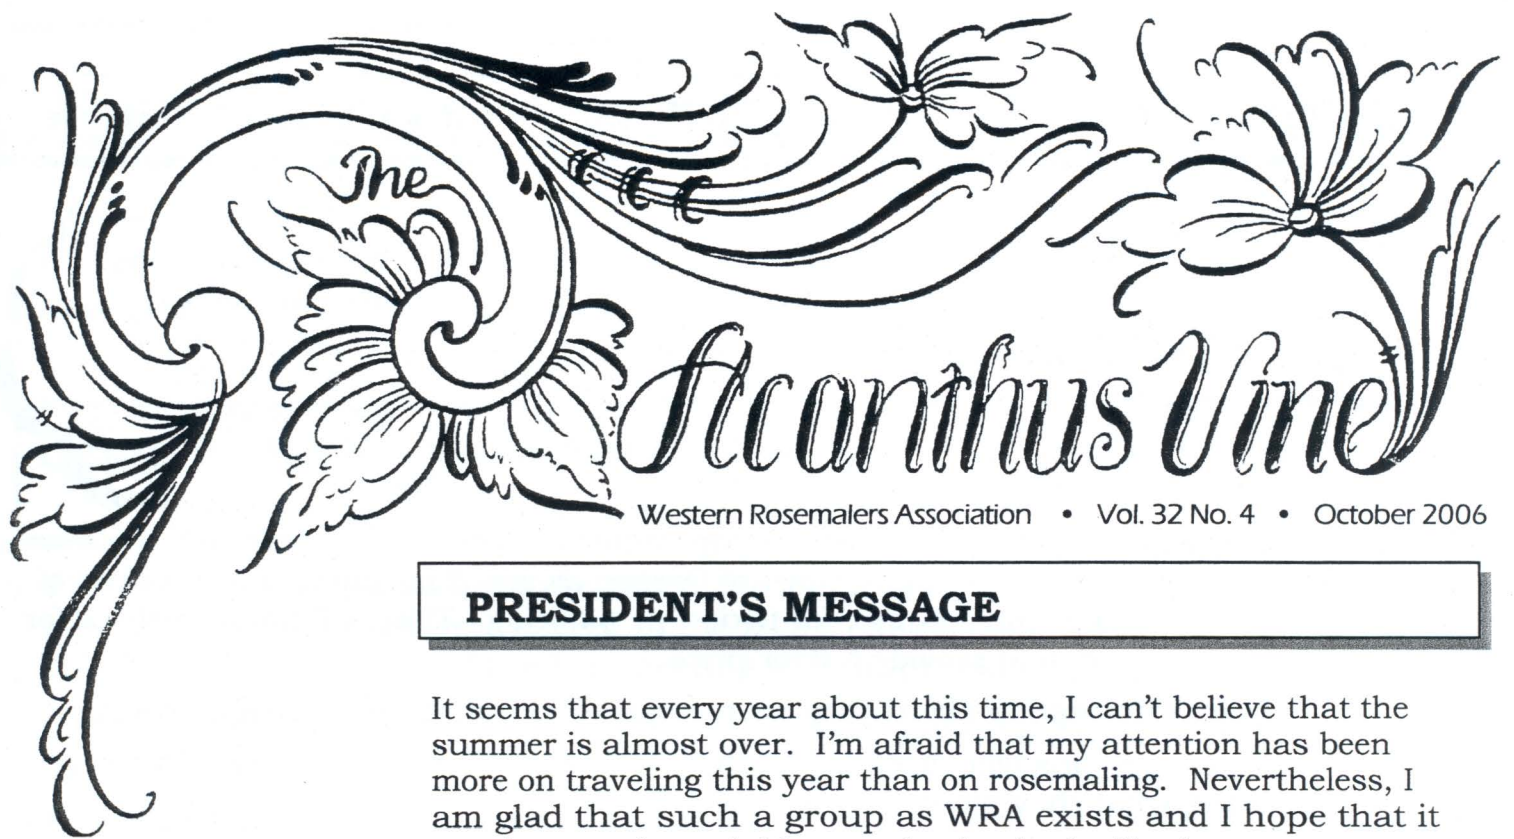 The
Acanthus Vine
Western Rosemalers Association • Vol. 32 No. 4 • October 2006
PRESIDENT'S MESSAGE
It seems that every year about this time, I can't believe that the
summer is almost over.  I'm afraid that my attention has been
more on traveling this year than on rosemaling.  Nevertheless, I
am glad that such a group as WRA exists and I hope that it